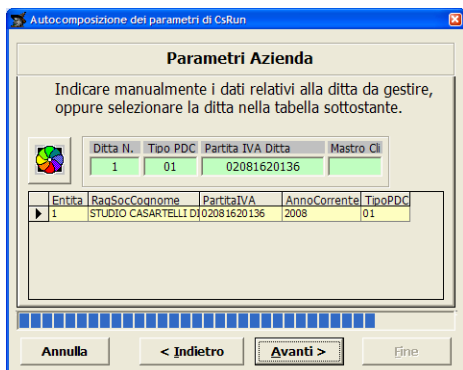 Autocomposizione dei parametri di CsRun
Parametri Azienda
Indicare manualmente i dati relativi alla ditta da gestire,
oppure selezionare la ditta nella tabella sottostante.
Ditta N. Tipo PDC Partita IVA Ditta Mastro Cli
1 01 02081620136
Entita RagSocCognome PartitaIVA AnnoCorrente TipoPDC
1 STUDIO CASARTELLI DI 02081620136 2008 01
Annulla < Indietro Avanti > Fine